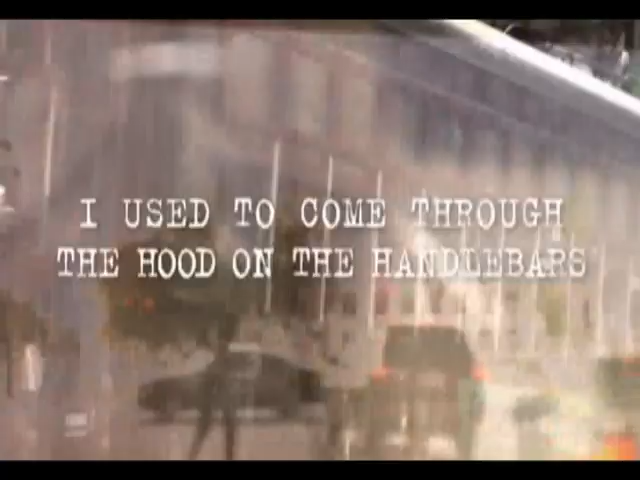 I USED TO COME THROUGH
THE HOOD ON THE HANDLEBARS